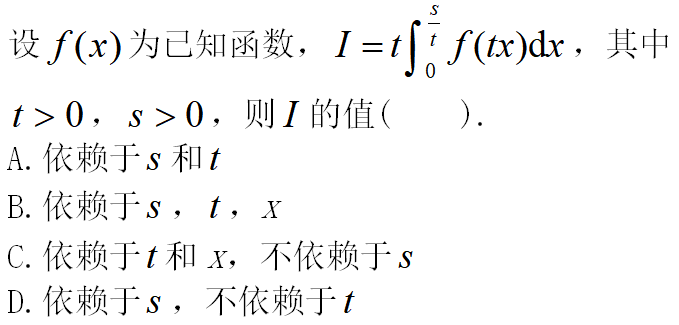 设 $f(x)$ 为已知函数， $I = t\int_{0}^{\frac{s}{t}} f(tx)\mathrm{d}x$ ，其中
$t > 0$ ， $s > 0$ ，则 $I$ 的值(　　).
A. 依赖于 $s$ 和 $t$
B. 依赖于 $s$ ， $t$ ， $x$
C. 依赖于 $t$ 和 $x$，不依赖于 $s$
D. 依赖于 $s$ ，不依赖于 $t$